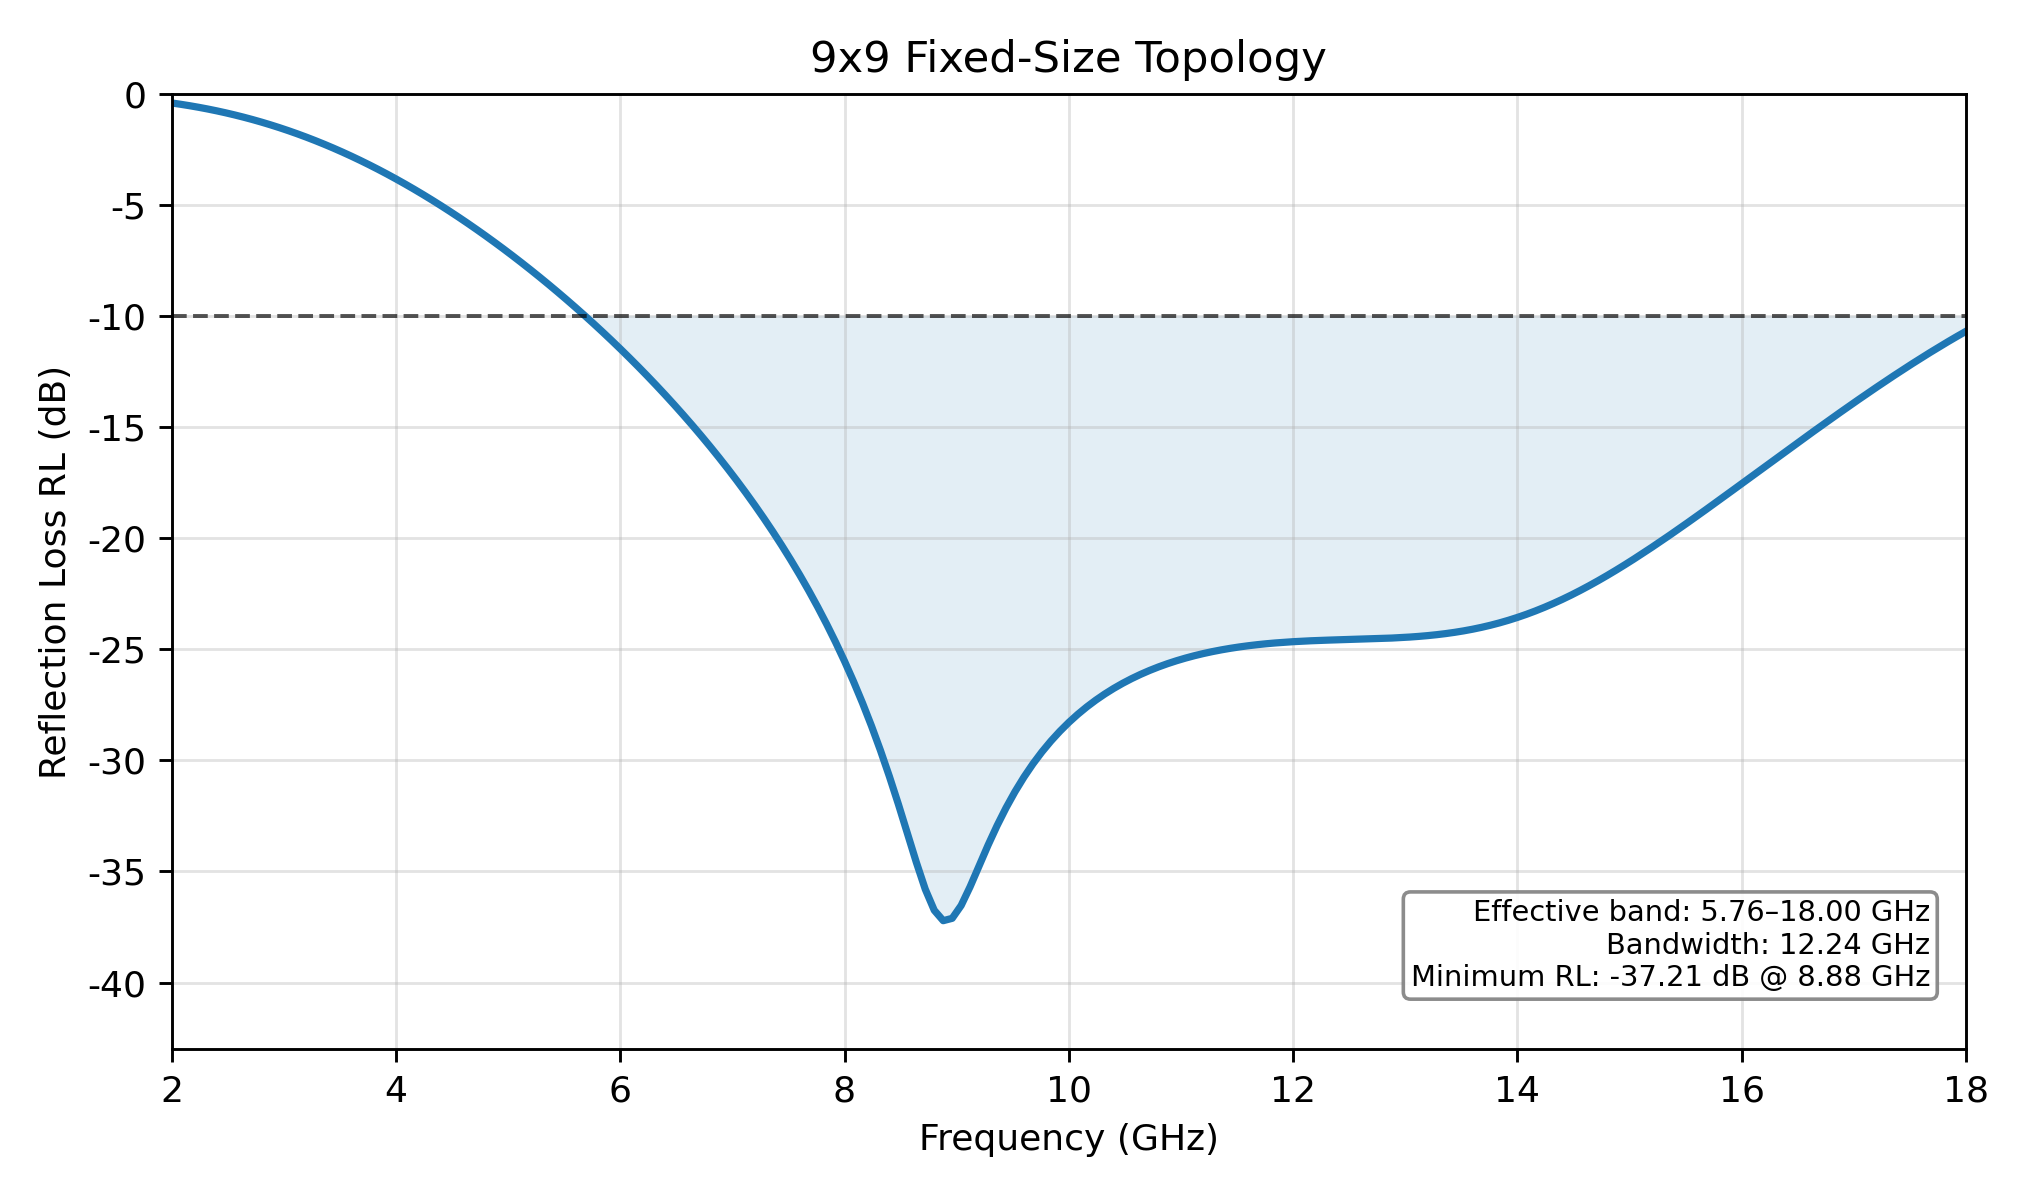 9x9 Fixed-Size Topology
0
-5
-10
-15
-20
-25
-30
-35
-40
Reflection Loss RL (dB)
Effective band: 5.76–18.00 GHz
Bandwidth: 12.24 GHz
Minimum RL: -37.21 dB @ 8.88 GHz
2 4 6 8 10 12 14 16 18
Frequency (GHz)